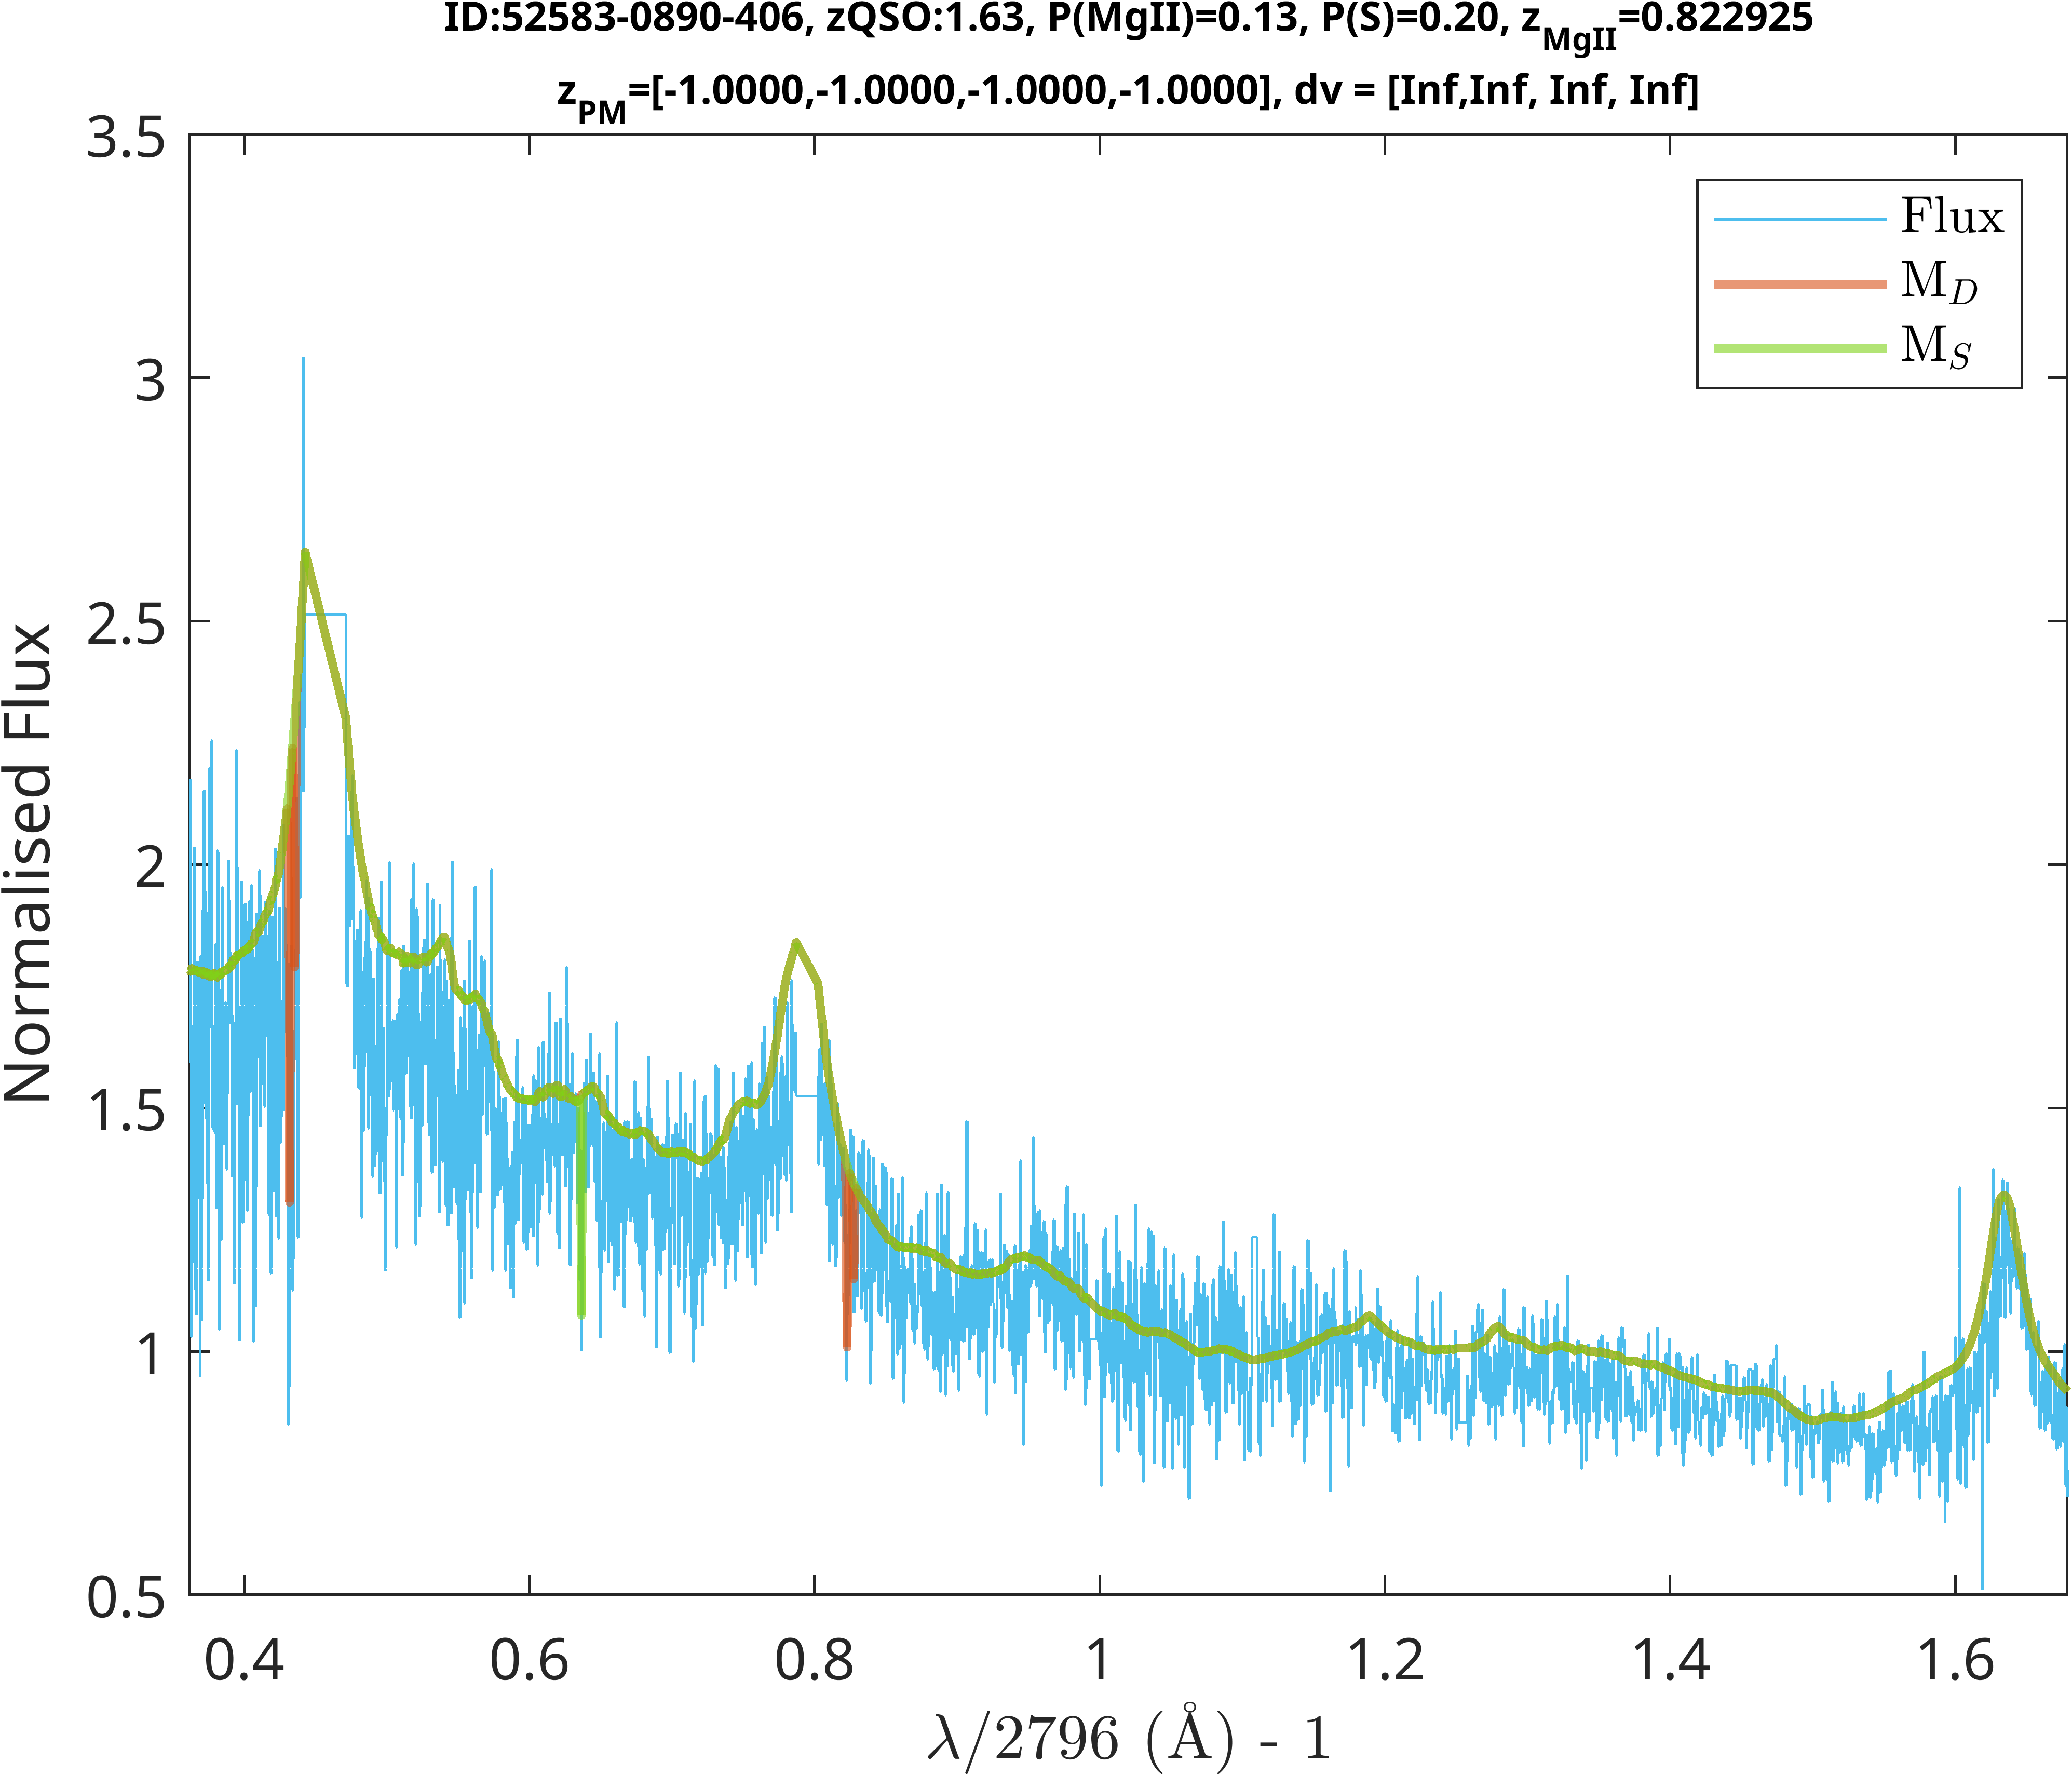 ID:52583-0890-406, zQSO:1.63, P(MgII)=0.13, P(S)=0.20, zMgII=0.822925
zPM=[-1.0000,-1.0000,-1.0000,-1.0000], dv = [Inf,Inf, Inf, Inf]
3.5
3
2.5
2
1.5
1
0.5
Normalised Flux
Flux
MD
MS
0.4
0.6
0.8
1
1.2
1.4
1.6
λ/2796 (Å) - 1